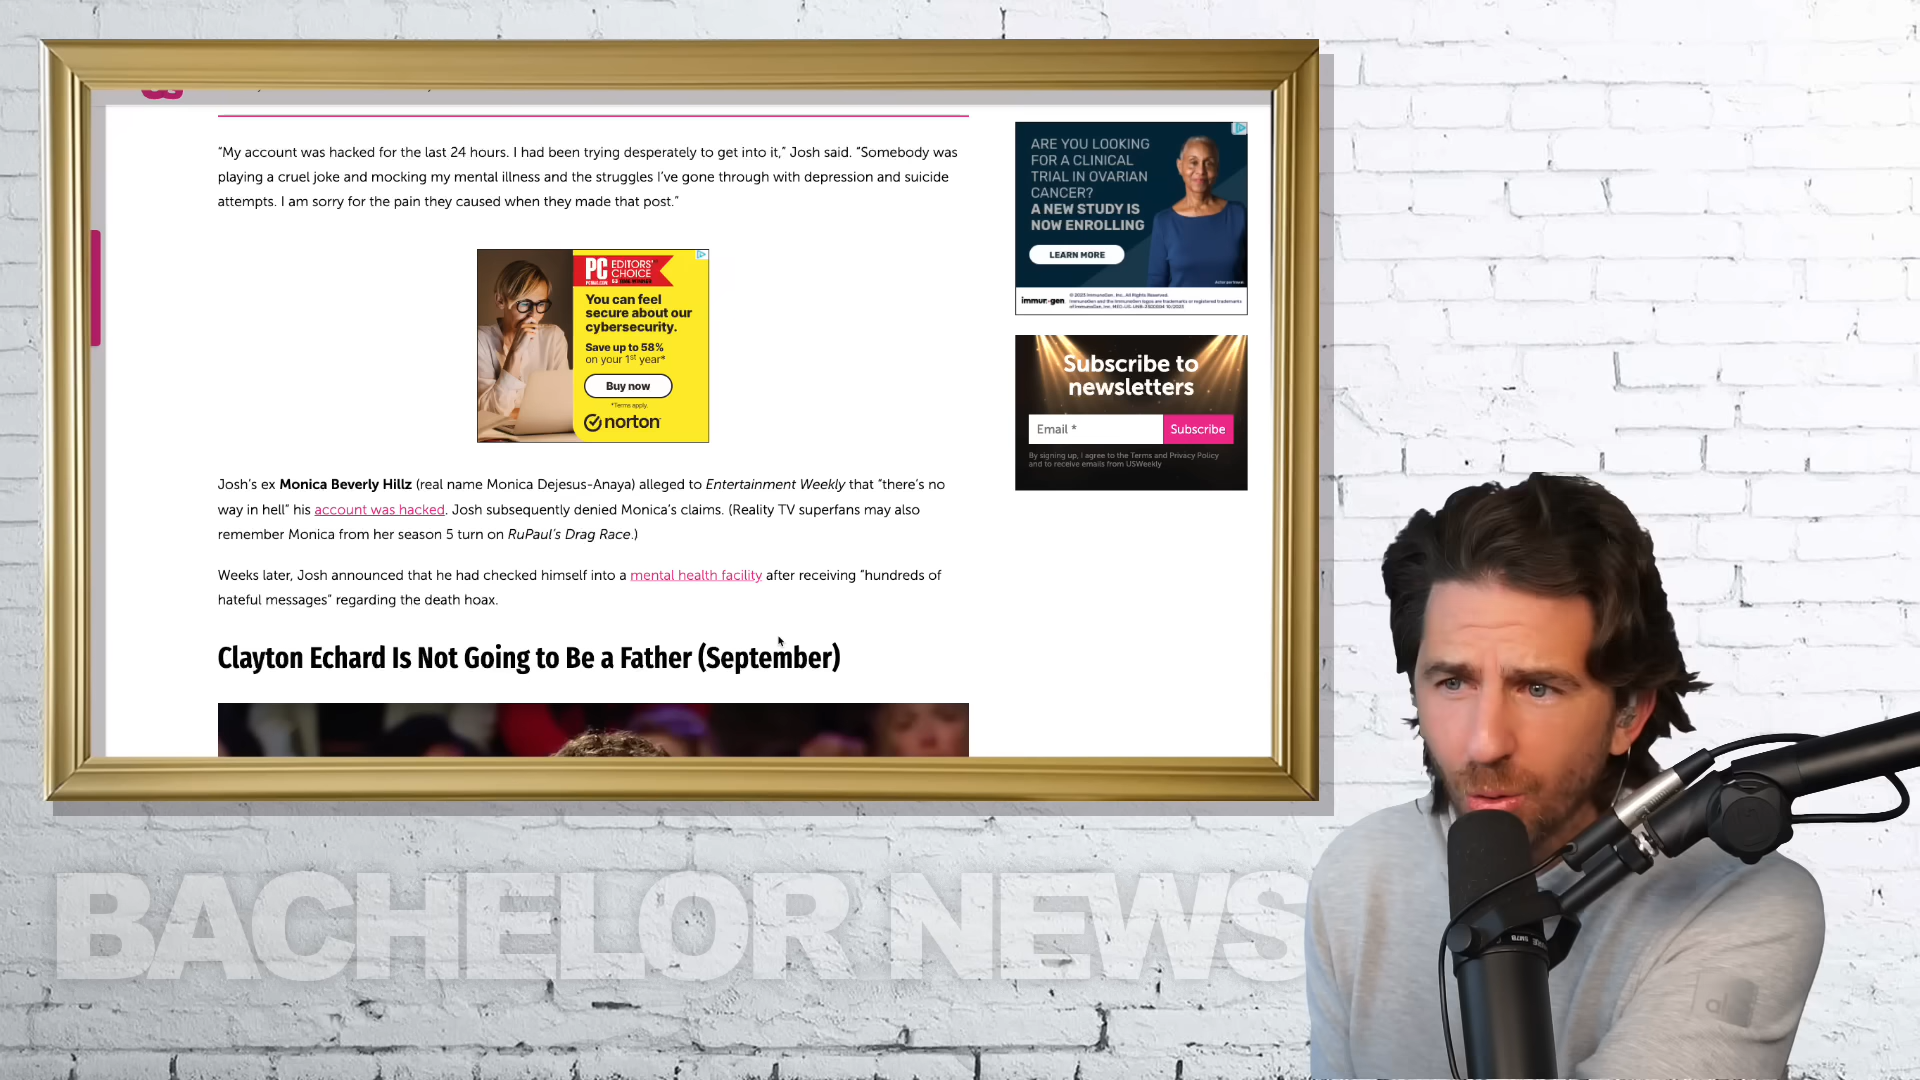 “My account was hacked for the last 24 hours. I had been trying desperately to get into it,” Josh said. “Somebody was
playing a cruel joke and mocking my mental illness and the struggles I’ve gone through with depression and suicide
attempts. I am sorry for the pain they caused when they made that post.”
PC EDITORS’
CHOICE
You can feel
secure about our
cybersecurity.
Save up to 58%
on your 1st year*
Buy now
*Terms apply.
norton
Josh’s ex Monica Beverly Hillz (real name Monica Dejesus-Anaya) alleged to Entertainment Weekly that “there’s no
way in hell” his account was hacked. Josh subsequently denied Monica’s claims. (Reality TV superfans may also
remember Monica from her season 5 turn on RuPaul’s Drag Race.)
Weeks later, Josh announced that he had checked himself into a mental health facility after receiving “hundreds of
hateful messages” regarding the death hoax.
Clayton Echard Is Not Going to Be a Father (September)
ARE YOU LOOKING
FOR A CLINICAL
TRIAL IN OVARIAN
CANCER?
A NEW STUDY IS
NOW ENROLLING
LEARN MORE
immunogen
Subscribe to
newsletters
Email *
Subscribe
By signing up, I agree to the Terms and Privacy Policy
and to receive emails from USWeekly
BACHELOR NEWS